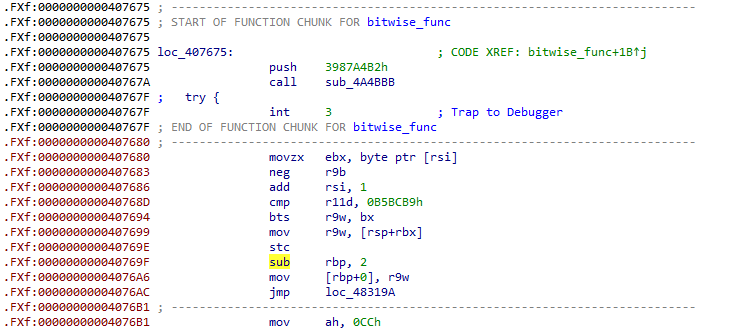 .FXf:0000000000407675 ; ---------------------------------------------------------------------------
.FXf:0000000000407675 ; START OF FUNCTION CHUNK FOR bitwise_func
.FXf:0000000000407675
.FXf:0000000000407675 loc_407675: ; CODE XREF: bitwise_func+1B↑j
.FXf:0000000000407675 push 3987A4B2h
.FXf:000000000040767A call sub_4A4BBB
.FXf:000000000040767F ; try {
.FXf:000000000040767F int 3 ; Trap to Debugger
.FXf:000000000040767F ; END OF FUNCTION CHUNK FOR bitwise_func
.FXf:0000000000407680 ; ---------------------------------------------------------------------------
.FXf:0000000000407680 movzx ebx, byte ptr [rsi]
.FXf:0000000000407683 neg r9b
.FXf:0000000000407686 add rsi, 1
.FXf:000000000040768D cmp r11d, 0B5BCB9h
.FXf:0000000000407694 bts r9w, bx
.FXf:0000000000407699 mov r9w, [rsp+rbx]
.FXf:000000000040769E stc
.FXf:000000000040769F sub rbp, 2
.FXf:00000000004076A6 mov [rbp+0], r9w
.FXf:00000000004076AC jmp loc_48319A
.FXf:00000000004076B1 ; ---------------------------------------------------------------------------
.FXf:00000000004076B1 mov ah, 0CCh